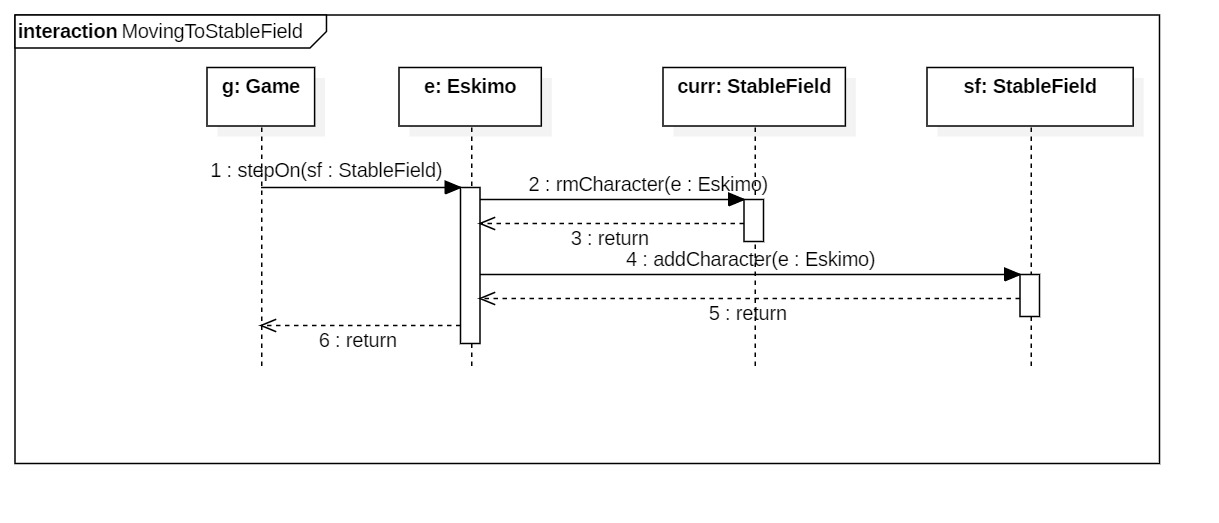 interaction MovingToStableField
g: Game
e: Eskimo
curr: StableField
sf: StableField
1 : stepOn(sf : StableField)
2 : rmCharacter(e : Eskimo)
3 : return
4 : addCharacter(e : Eskimo)
5 : return
6 : return